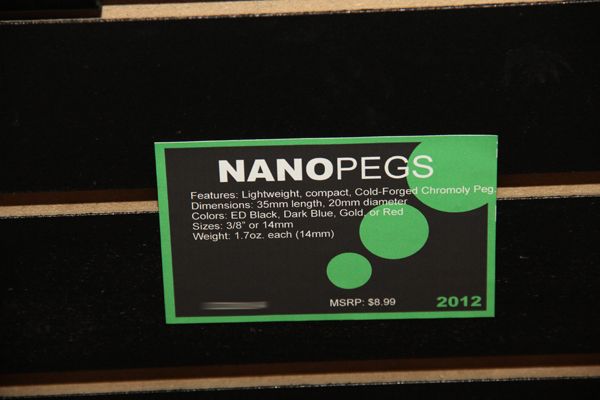 NANOPEGS
Features: Lightweight, compact, Cold-Forged Chromoly Peg.
Dimensions: 35mm length, 20mm diameter
Colors: ED Black, Dark Blue, Gold, or Red
Sizes: 3/8" or 14mm
Weight: 1.7oz. each (14mm)
MSRP: $8.99
2012